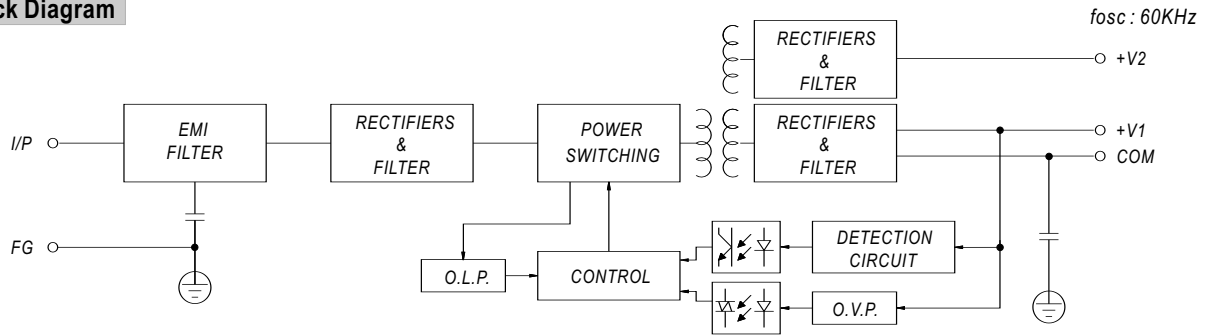 ck Diagram
fosc : 60KHz
RECTIFIERS
&
FILTER
+V2
I/P
EMI
FILTER
RECTIFIERS
&
FILTER
POWER
SWITCHING
RECTIFIERS
&
FILTER
+V1
COM
FG
O.L.P.
CONTROL
DETECTION
CIRCUIT
O.V.P.